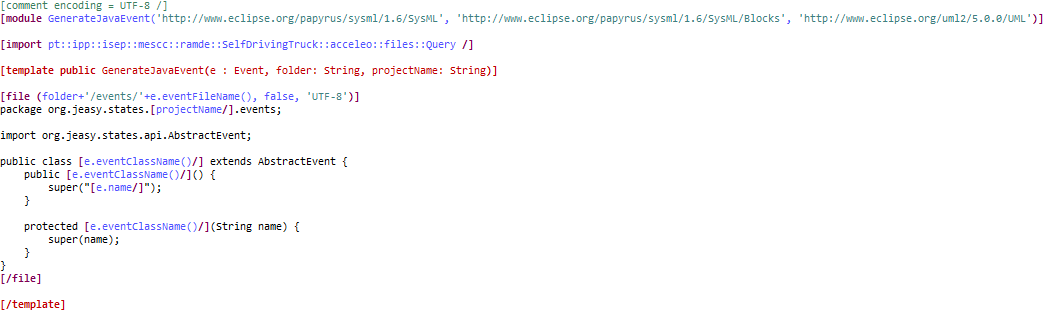 [comment encoding = UTF-8 /]
[module GenerateJavaEvent('http://www.eclipse.org/papyrus/sysml/1.6/SysML', 'http://www.eclipse.org/papyrus/sysml/1.6/SysML/Blocks', 'http://www.eclipse.org/uml2/5.0.0/UML')]
[import pt::ipp::isep::mescc::ramde::SelfDrivingTruck::acceleo::files::Query /]
[template public GenerateJavaEvent(e : Event, folder: String, projectName: String)]
[file (folder+'/events/'+e.eventFileName(), false, 'UTF-8')]
package org.jeasy.states.[projectName/].events;
import org.jeasy.states.api.AbstractEvent;
public class [e.eventClassName()/] extends AbstractEvent {
    public [e.eventClassName()/]() {
        super("[e.name/]");
    }
    protected [e.eventClassName()/](String name) {
        super(name);
    }
}
[/file]
[/template]